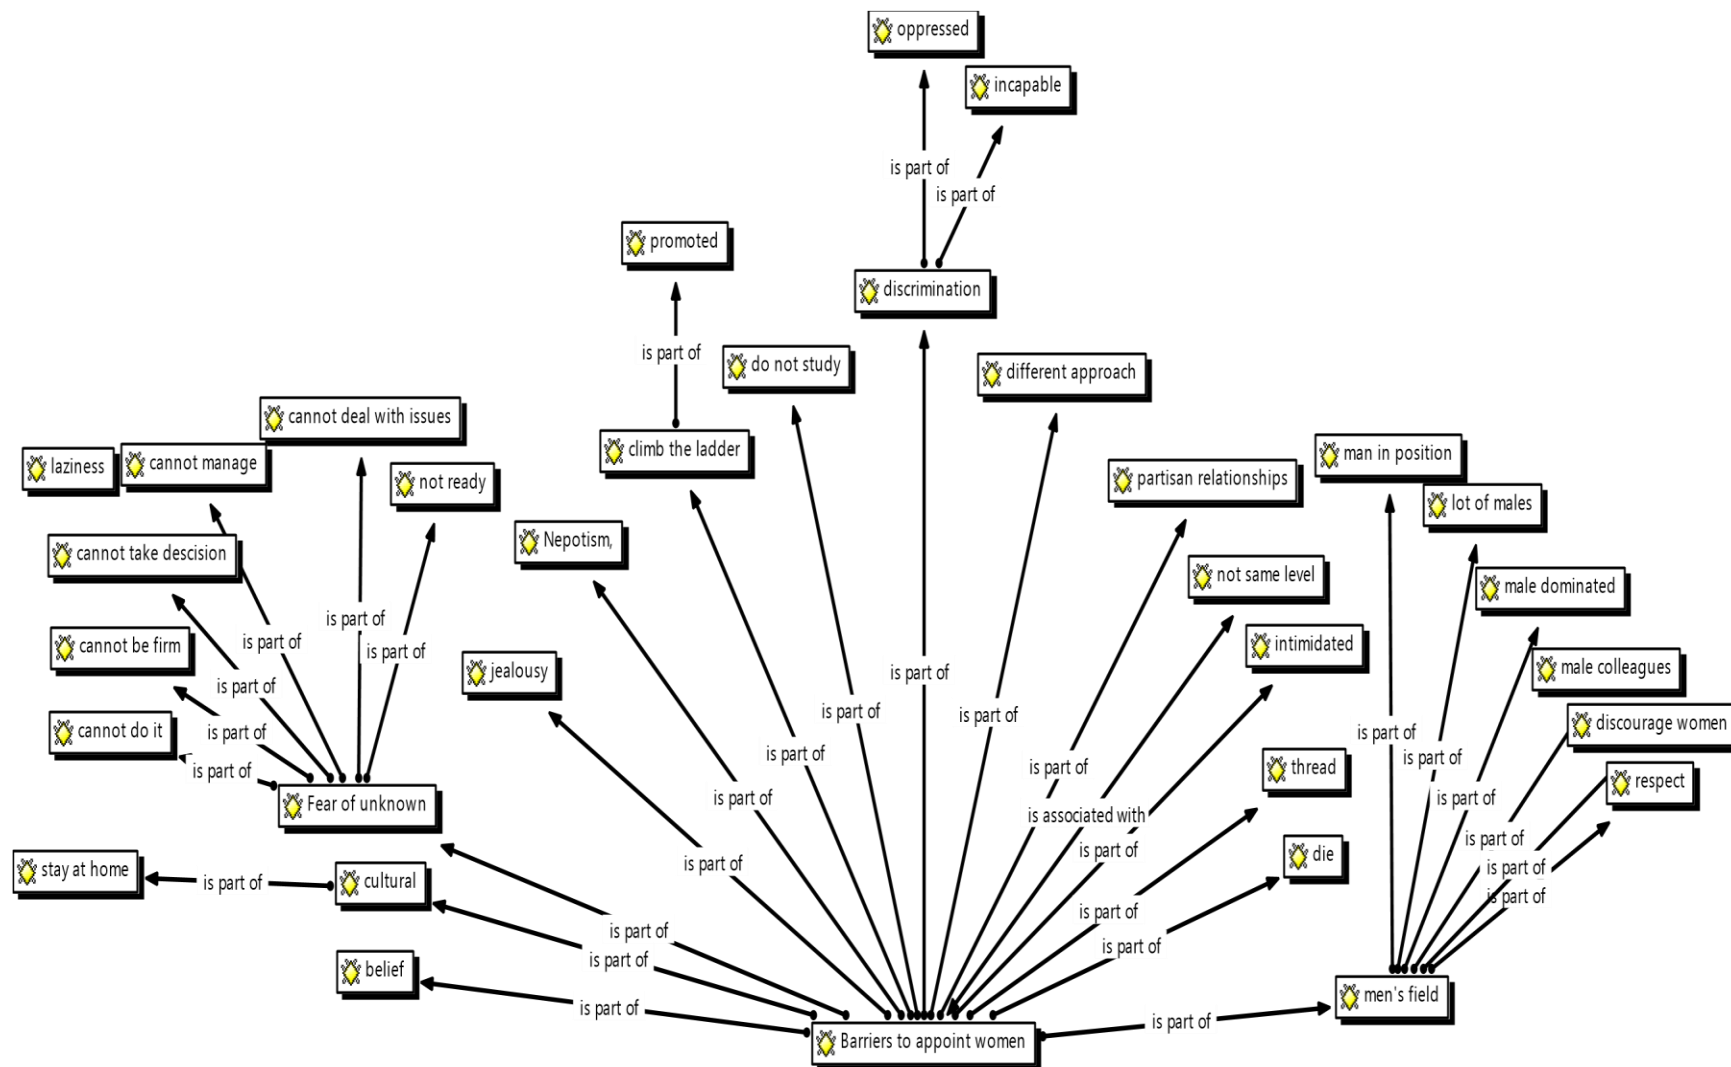 oppressed
incapable
is part of
is part of
promoted
discrimination
is part of
do not study
different approach
cannot deal with issues
climb the ladder
man in position
laziness
cannot manage
not ready
partisan relationships
lot of males
Nepotism,
cannot take descision
not same level
male dominated
is part of
is part of
is part of
cannot be firm
intimidated
male colleagues
jealousy
is part of
is part of
is part of
is part of
discourage women
cannot do it
is part of
is part of
is part of
is part of
is part of
thread
respect
is part of
is part of
is part of
Fear of unknown
is associated with
is part of
is part of
die
stay at home
is part of
is part of
is part of
cultural
is part of
is part of
is part of
is part of
is part of
belief
men's field
is part of
is part of
Barriers to appoint women